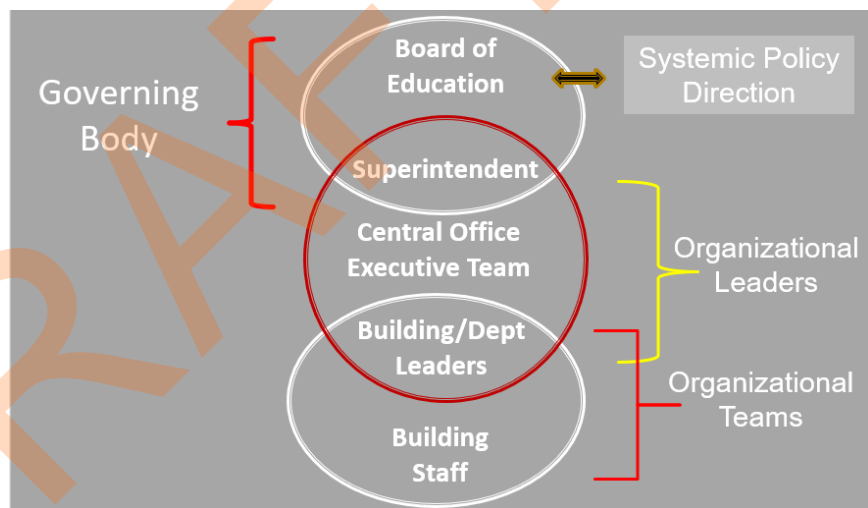 Governing
Body
Board of
Education
Systemic Policy
Direction
Superintendent
Central Office
Executive Team
Organizational
Leaders
Building/Dept
Leaders
Organizational
Teams
Building
Staff
RAF